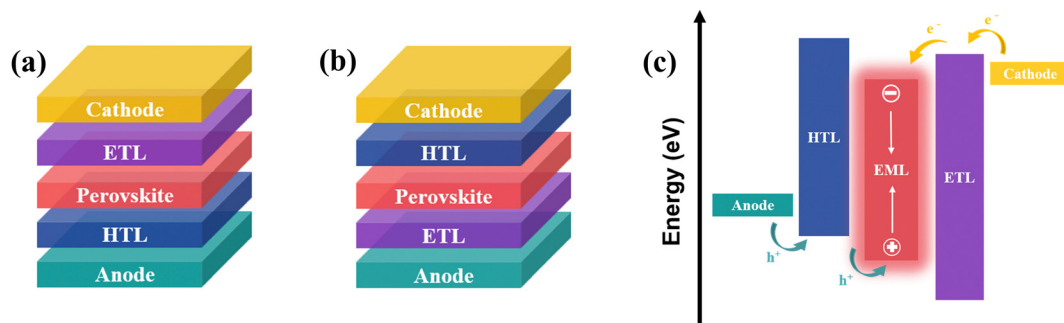 (a)
Cathode
ETL
Perovskite
HTL
Anode
(b)
Cathode
HTL
Perovskite
ETL
Anode
(c)
Energy (eV)
e⁻
e⁻
Cathode
HTL
EML
ETL
Anode
h⁺
h⁺